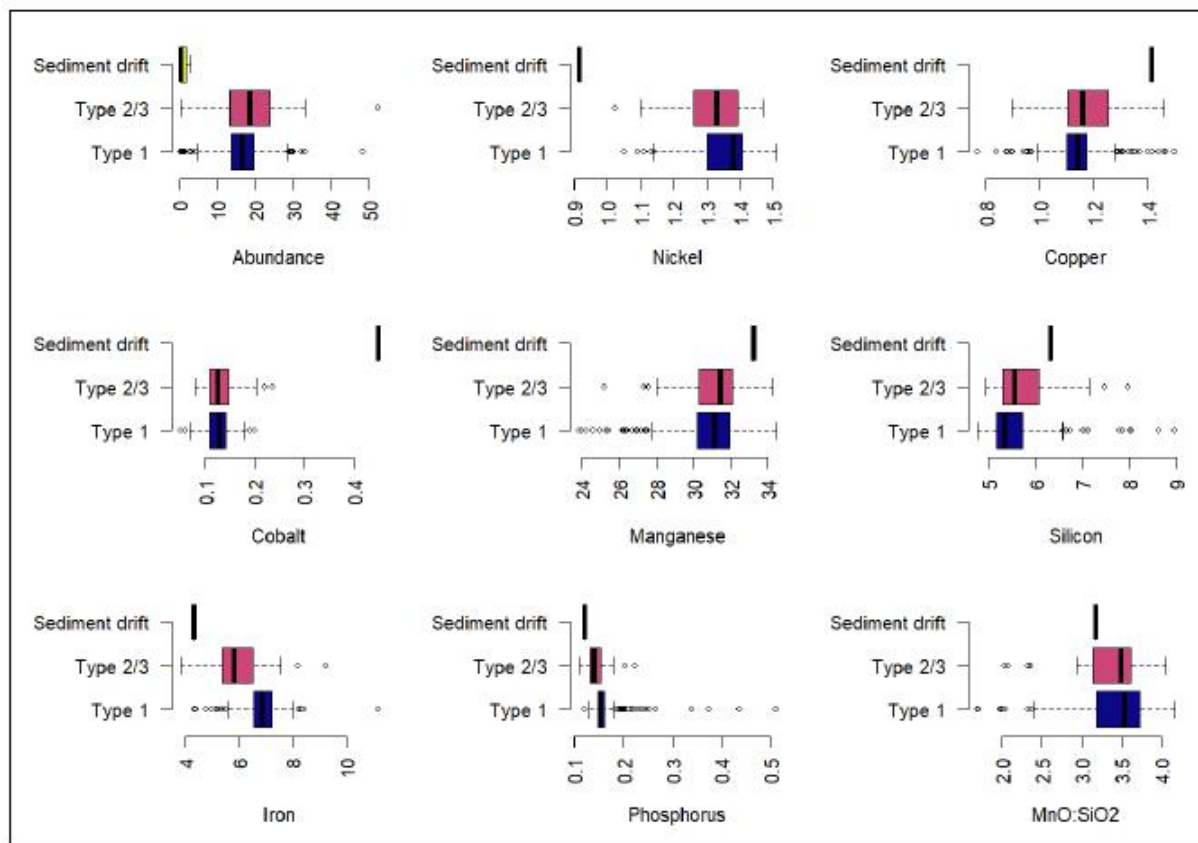 Sediment drift
Type 2/3
Type 1
0 10 20 30 40 50
Abundance
Sediment drift
Type 2/3
Type 1
0.9 1.0 1.1 1.3 1.4 1.5
Nickel
Sediment drift
Type 2/3
Type 1
0.8 1.0 1.2 1.4
Copper
Sediment drift
Type 2/3
Type 1
0.1 0.2 0.4
Cobalt
Sediment drift
Type 2/3
Type 1
24 26 28 30 32 34
Manganese
Sediment drift
Type 2/3
Type 1
5 6 7 8 9
Silicon
Sediment drift
Type 2/3
Type 1
4 6 8 10
Iron
Sediment drift
Type 2/3
Type 1
0.1 0.2 0.3 0.4 0.5
Phosphorus
Sediment drift
Type 2/3
Type 1
2.0 2.5 3.0 3.5 4.0
MnO:SiO2